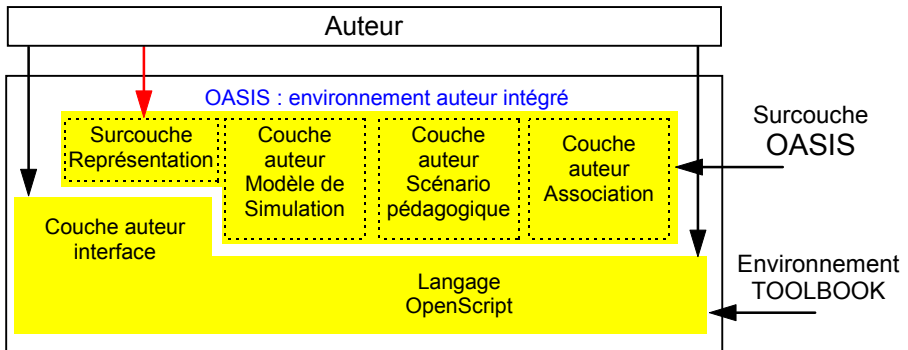 Auteur
OASIS : environnement auteur intégré
Surcouche
Représentation
Couche
auteur
Modèle de
Simulation
Couche
auteur
Scénario
pédagogique
Couche
auteur
Association
Surcouche
OASIS
Couche auteur
interface
Langage
OpenScript
Environnement
TOOLBOOK